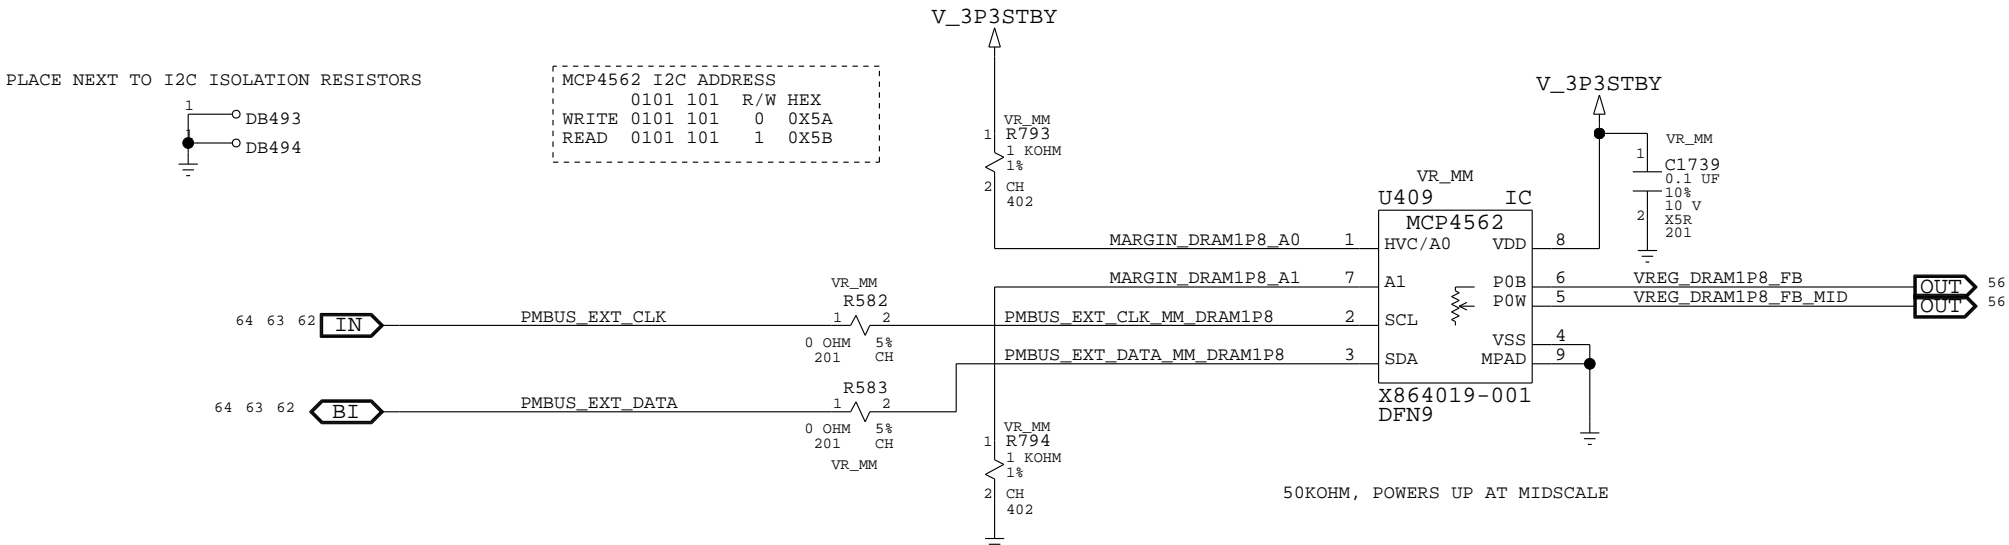 V_3P3STBY
PLACE NEXT TO I2C ISOLATION RESISTORS
1
DB493
1
DB494
MCP4562 I2C ADDRESS
0101 101 R/W HEX
WRITE 0101 101 0 0X5A
READ 0101 101 1 0X5B
VR_MM
1 R793
1 KOHM
1%
2 CH
402
V_3P3STBY
VR_MM
1
C1739
0.1 UF
10%
10 V
2 X5R
201
VR_MM
U409 IC
MCP4562
MARGIN_DRAM1P8_A0 1 HVC/A0 VDD 8
MARGIN_DRAM1P8_A1 7 A1 P0B 6 VREG_DRAM1P8_FB OUT 56
P0W 5 VREG_DRAM1P8_FB_MID OUT 56
VR_MM
R582
64 63 62 IN PMBUS_EXT_CLK 1 2 PMBUS_EXT_CLK_MM_DRAM1P8 2 SCL
0 OHM 5%
201 CH
VSS 4
PMBUS_EXT_DATA_MM_DRAM1P8 3 SDA MPAD 9
X864019-001
DFN9
R583
64 63 62 BI PMBUS_EXT_DATA 1 2
0 OHM 5%
201 CH
VR_MM
VR_MM
1 R794
1 KOHM
1%
2 CH
402
50KOHM, POWERS UP AT MIDSCALE